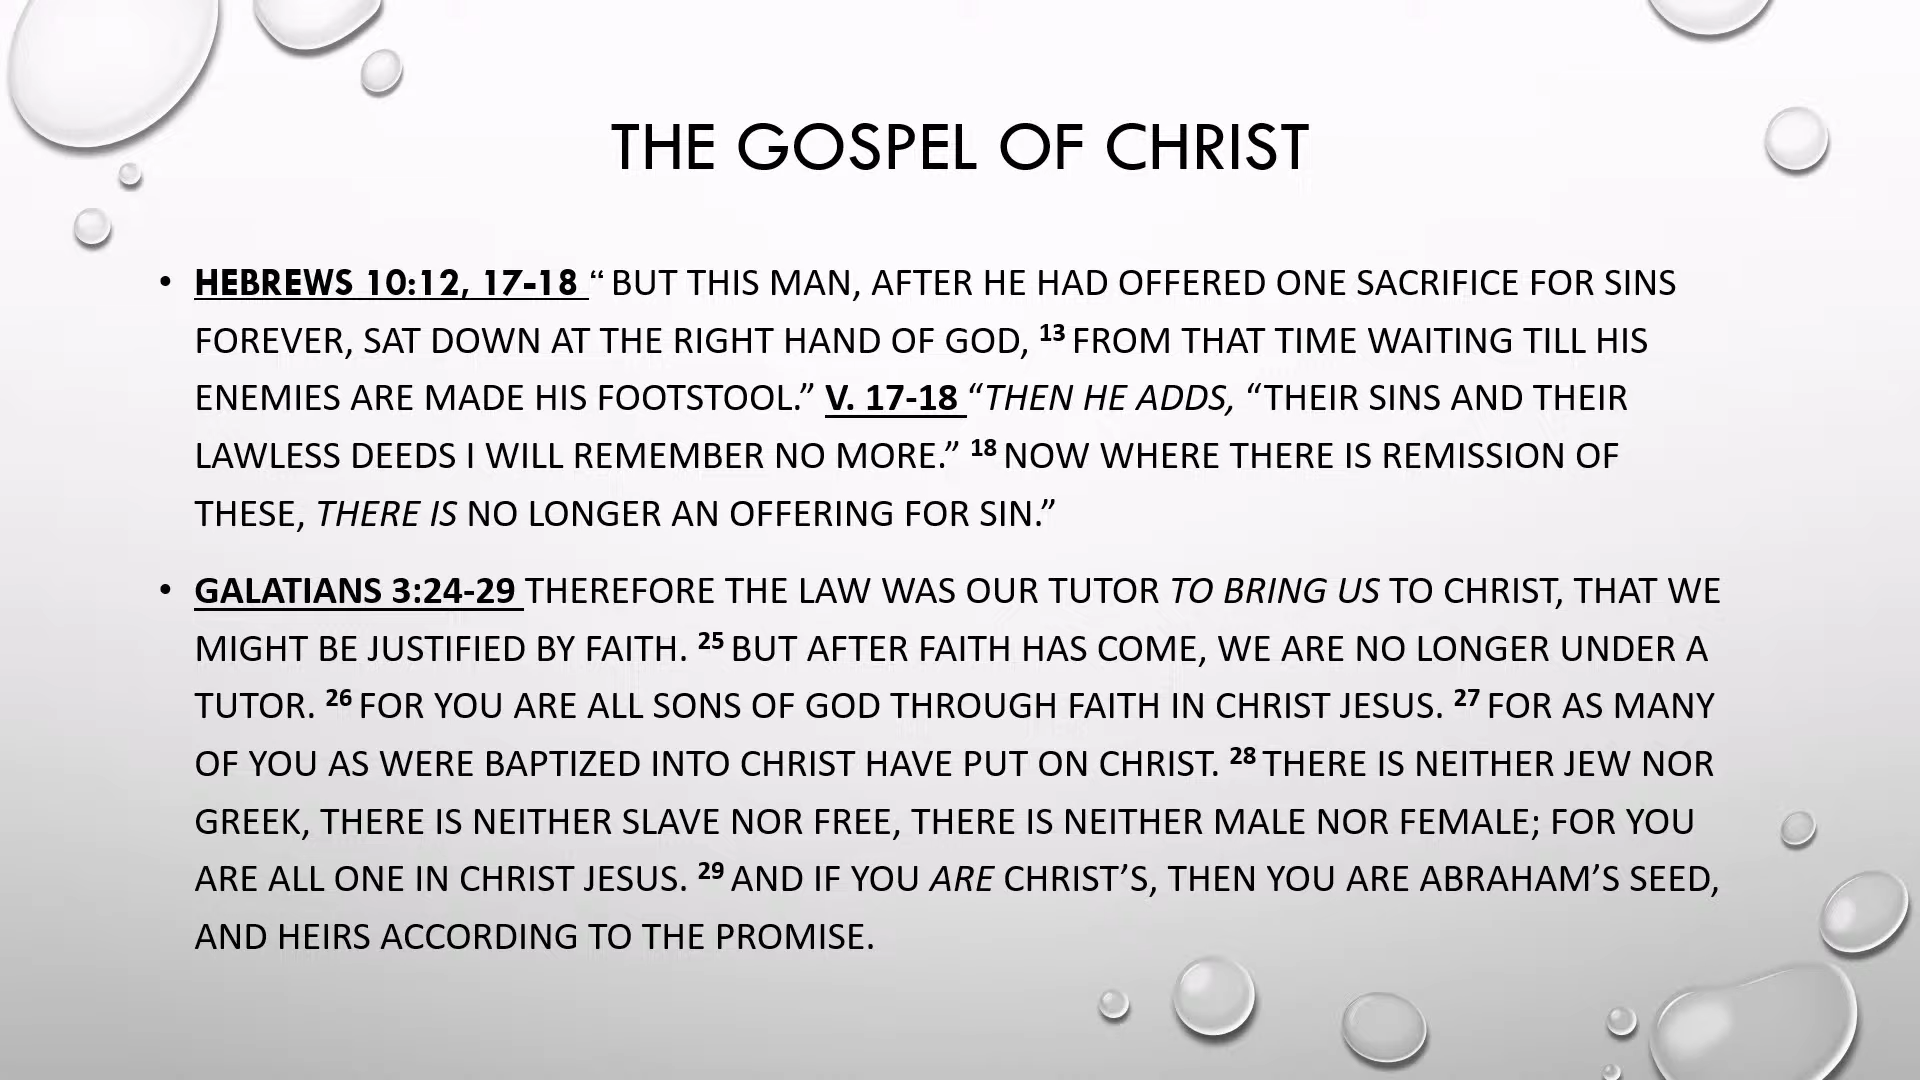 THE GOSPEL OF CHRIST
• HEBREWS 10:12, 17-18 “ BUT THIS MAN, AFTER HE HAD OFFERED ONE SACRIFICE FOR SINS
FOREVER, SAT DOWN AT THE RIGHT HAND OF GOD, 13 FROM THAT TIME WAITING TILL HIS
ENEMIES ARE MADE HIS FOOTSTOOL.” V. 17-18 “THEN HE ADDS, “THEIR SINS AND THEIR
LAWLESS DEEDS I WILL REMEMBER NO MORE.” 18 NOW WHERE THERE IS REMISSION OF
THESE, THERE IS NO LONGER AN OFFERING FOR SIN.”
• GALATIANS 3:24-29 THEREFORE THE LAW WAS OUR TUTOR TO BRING US TO CHRIST, THAT WE
MIGHT BE JUSTIFIED BY FAITH. 25 BUT AFTER FAITH HAS COME, WE ARE NO LONGER UNDER A
TUTOR. 26 FOR YOU ARE ALL SONS OF GOD THROUGH FAITH IN CHRIST JESUS. 27 FOR AS MANY
OF YOU AS WERE BAPTIZED INTO CHRIST HAVE PUT ON CHRIST. 28 THERE IS NEITHER JEW NOR
GREEK, THERE IS NEITHER SLAVE NOR FREE, THERE IS NEITHER MALE NOR FEMALE; FOR YOU
ARE ALL ONE IN CHRIST JESUS. 29 AND IF YOU ARE CHRIST’S, THEN YOU ARE ABRAHAM’S SEED,
AND HEIRS ACCORDING TO THE PROMISE.